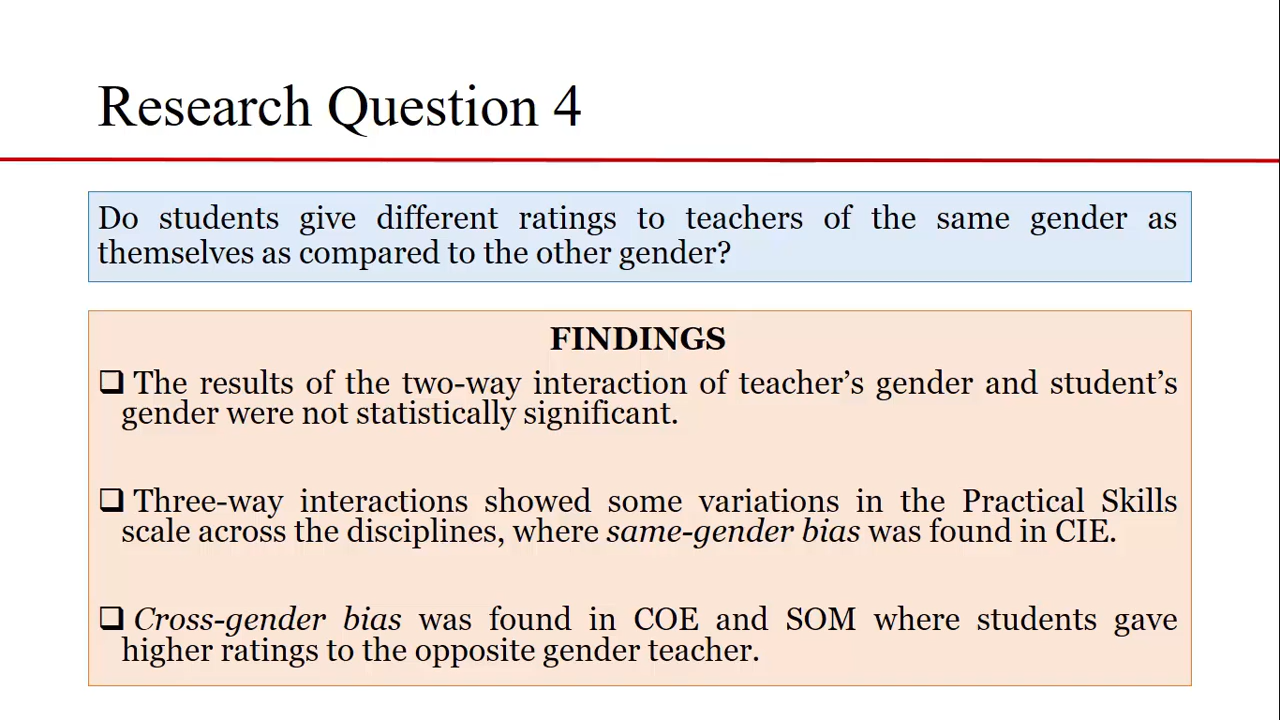 Research Question 4
Do students give different ratings to teachers of the same gender as
themselves as compared to the other gender?
FINDINGS
❑ The results of the two-way interaction of teacher’s gender and student’s
gender were not statistically significant.
❑ Three-way interactions showed some variations in the Practical Skills
scale across the disciplines, where same-gender bias was found in CIE.
❑ Cross-gender bias was found in COE and SOM where students gave
higher ratings to the opposite gender teacher.